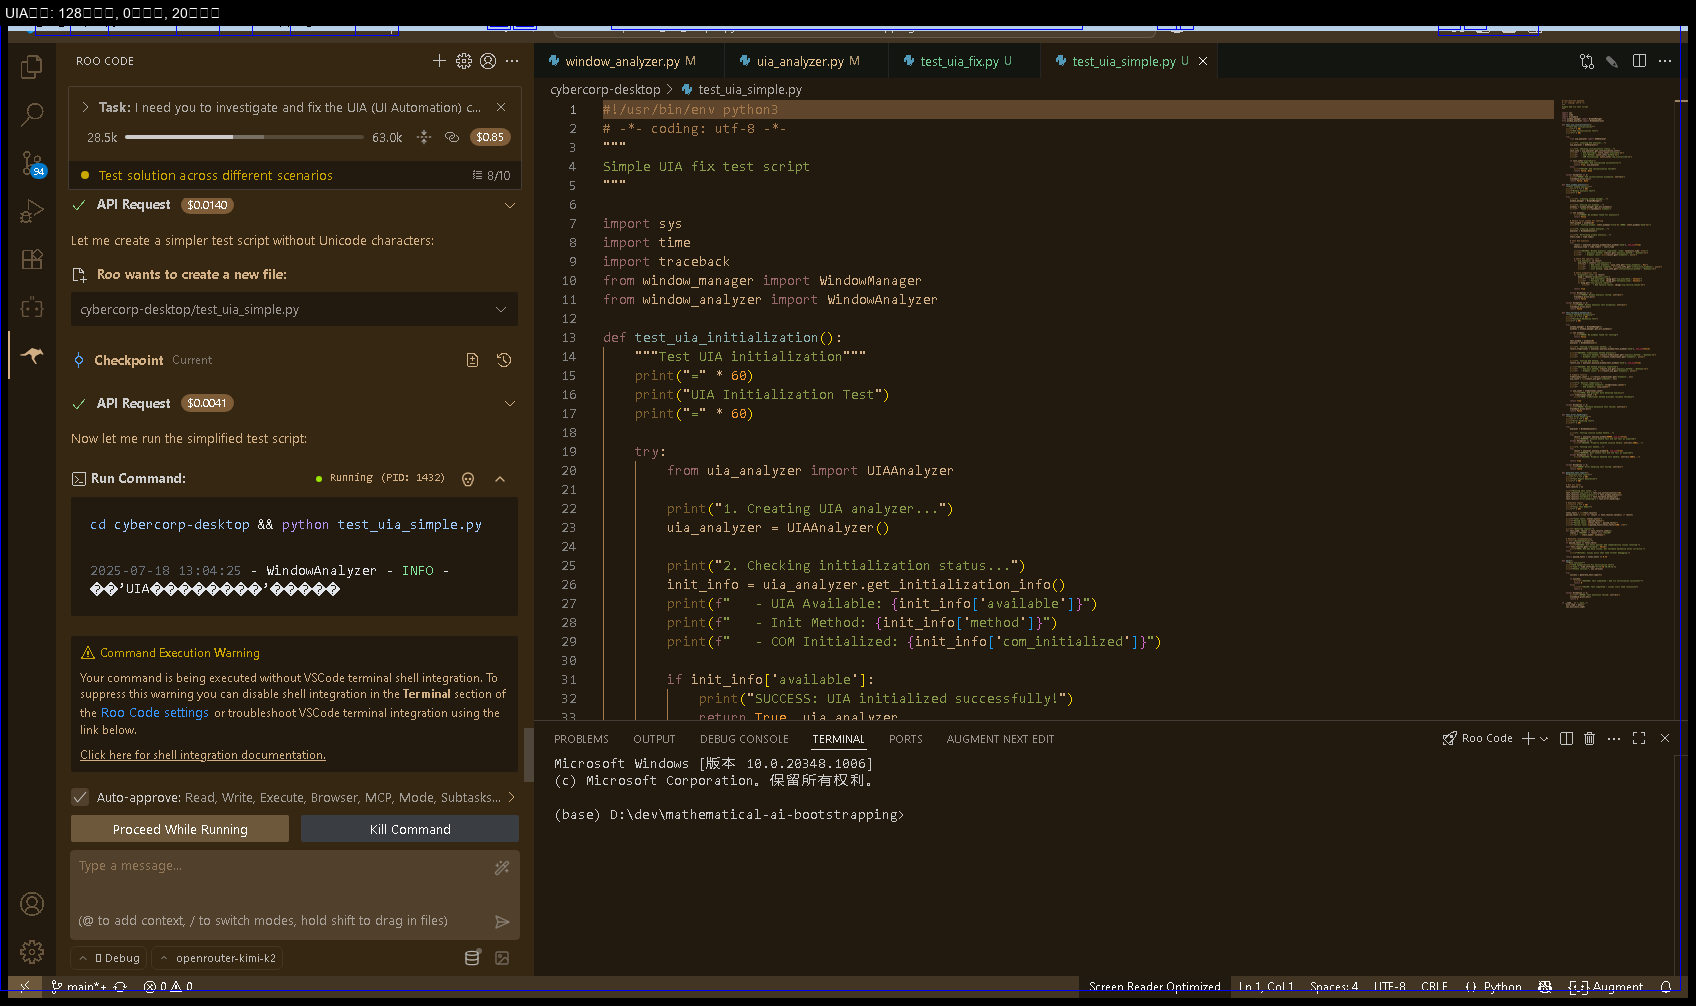 ROO CODE
Task: I need you to investigate and fix the UIA (UI Automation) c...
28.5k
63.0k
$0.85
Test solution across different scenarios
8/10
API Request $0.0140
Let me create a simpler test script without Unicode characters:
Roo wants to create a new file:
cybercorp-desktop/test_uia_simple.py
Checkpoint Current
API Request $0.0041
Now let me run the simplified test script:
Run Command:
Running (PID: 1432)
cd cybercorp-desktop && python test_uia_simple.py
2025-07-18 13:04:25 - WindowAnalyzer - INFO -
��'UIA��������'�����
Command Execution Warning
Your command is being executed without VSCode terminal shell integration. To
suppress this warning you can disable shell integration in the Terminal section of
the Roo Code settings or troubleshoot VSCode terminal integration using the
link below.
Click here for shell integration documentation.
Auto-approve: Read, Write, Execute, Browser, MCP, Mode, Subtasks...
Proceed While Running
Kill Command
Type a message...
(@ to add context, / to switch modes, hold shift to drag in files)
Debug
openrouter-kimi-k2
94
window_analyzer.py M
uia_analyzer.py M
test_uia_fix.py U
test_uia_simple.py U
cybercorp-desktop > test_uia_simple.py
1 #!/usr/bin/env python3
2 # -*- coding: utf-8 -*-
3 """
4 Simple UIA fix test script
5 """
6
7 import sys
8 import time
9 import traceback
10 from window_manager import WindowManager
11 from window_analyzer import WindowAnalyzer
12
13 def test_uia_initialization():
14 """Test UIA initialization"""
15 print("=" * 60)
16 print("UIA Initialization Test")
17 print("=" * 60)
18
19 try:
20 from uia_analyzer import UIAAnalyzer
21
22 print("1. Creating UIA analyzer...")
23 uia_analyzer = UIAAnalyzer()
24
25 print("2. Checking initialization status...")
26 init_info = uia_analyzer.get_initialization_info()
27 print(f"   - UIA Available: {init_info['available']}")
28 print(f"   - Init Method: {init_info['method']}")
29 print(f"   - COM Initialized: {init_info['com_initialized']}")
30
31 if init_info['available']:
32 print("SUCCESS: UIA initialized successfully!")
33 return True, uia_analyzer
PROBLEMS OUTPUT DEBUG CONSOLE TERMINAL PORTS AUGMENT NEXT EDIT
Roo Code
Microsoft Windows [版本 10.0.20348.1006]
(c) Microsoft Corporation。保留所有权利。
(base) D:\dev\mathematical-ai-bootstrapping>
main*+ 0 0
Screen Reader Optimized Ln 1, Col 1 Spaces: 4 UTF-8 CRLF {} Python Augment